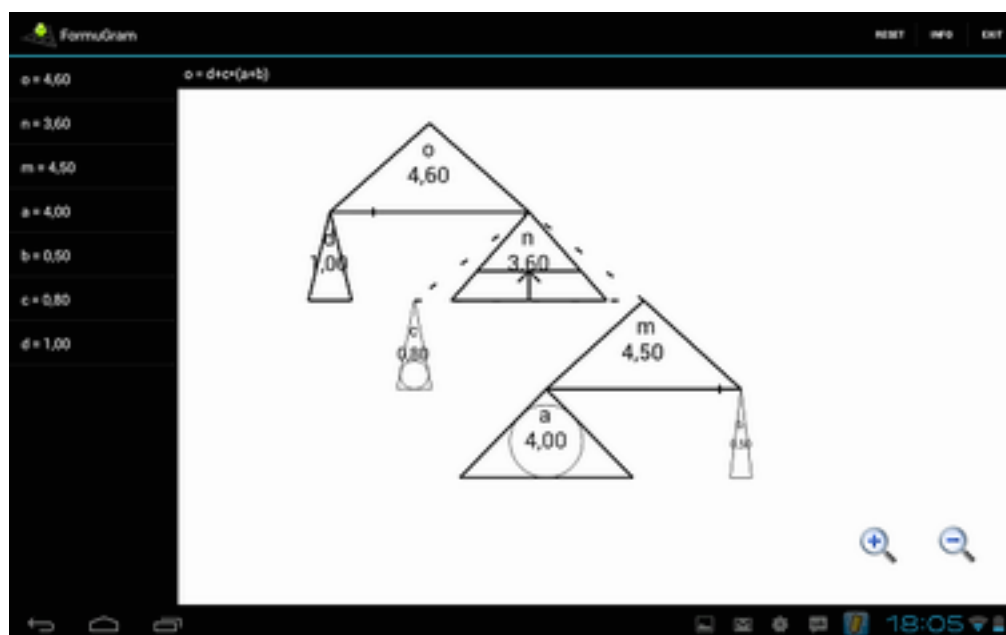 FormuGram
RESET INFO EXIT
o = 4,60
o = d+c*(a+b)
n = 3,60
m = 4,50
a = 4,00
b = 0,50
c = 0,80
d = 1,00
o
4,60
d
1,00
n
3,60
c
0,80
m
4,50
a
4,00
b
0,50
18:05